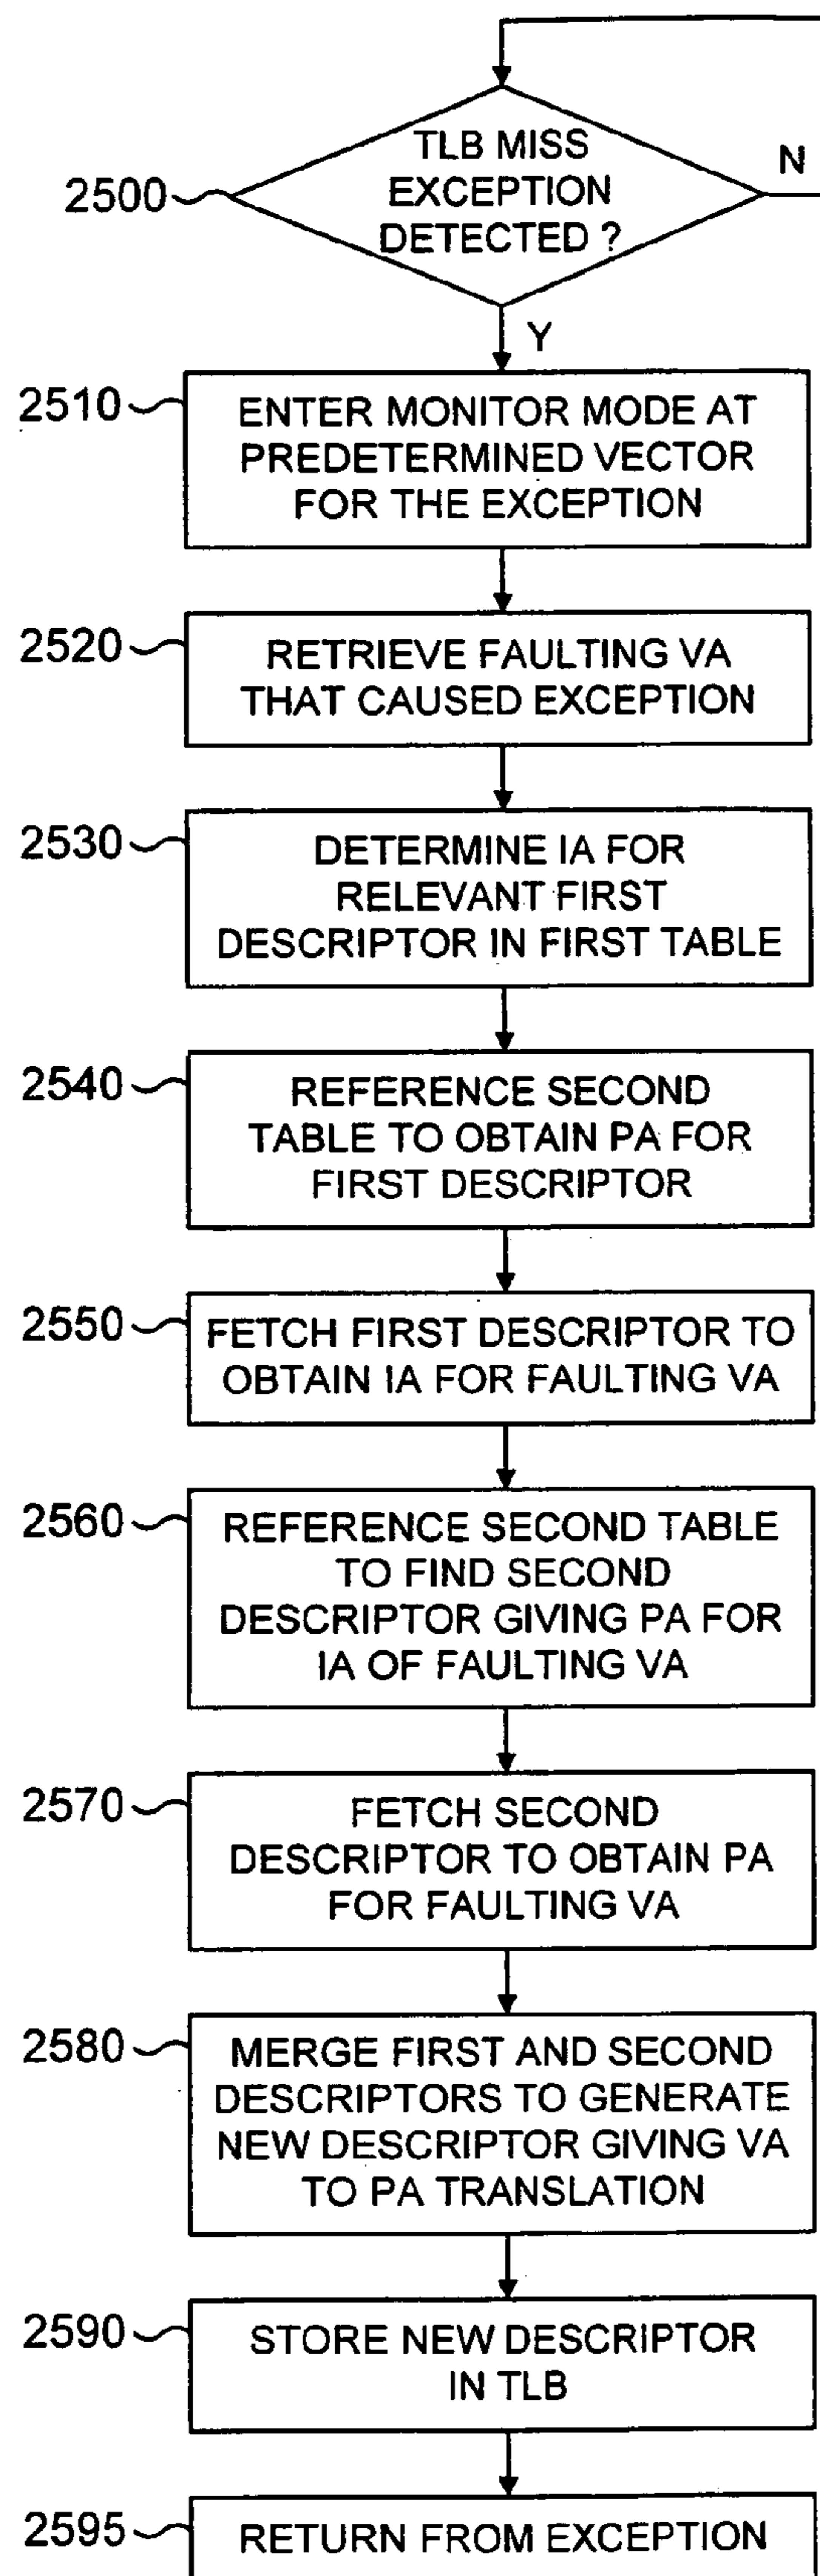 TLB MISS
EXCEPTION
DETECTED ?
2500
N
Y
2510
ENTER MONITOR MODE AT
PREDETERMINED VECTOR
FOR THE EXCEPTION
2520
RETRIEVE FAULTING VA
THAT CAUSED EXCEPTION
2530
DETERMINE IA FOR
RELEVANT FIRST
DESCRIPTOR IN FIRST TABLE
2540
REFERENCE SECOND
TABLE TO OBTAIN PA FOR
FIRST DESCRIPTOR
2550
FETCH FIRST DESCRIPTOR TO
OBTAIN IA FOR FAULTING VA
2560
REFERENCE SECOND TABLE
TO FIND SECOND
DESCRIPTOR GIVING PA FOR
IA OF FAULTING VA
2570
FETCH SECOND
DESCRIPTOR TO OBTAIN PA
FOR FAULTING VA
2580
MERGE FIRST AND SECOND
DESCRIPTORS TO GENERATE
NEW DESCRIPTOR GIVING VA
TO PA TRANSLATION
2590
STORE NEW DESCRIPTOR
IN TLB
2595
RETURN FROM EXCEPTION